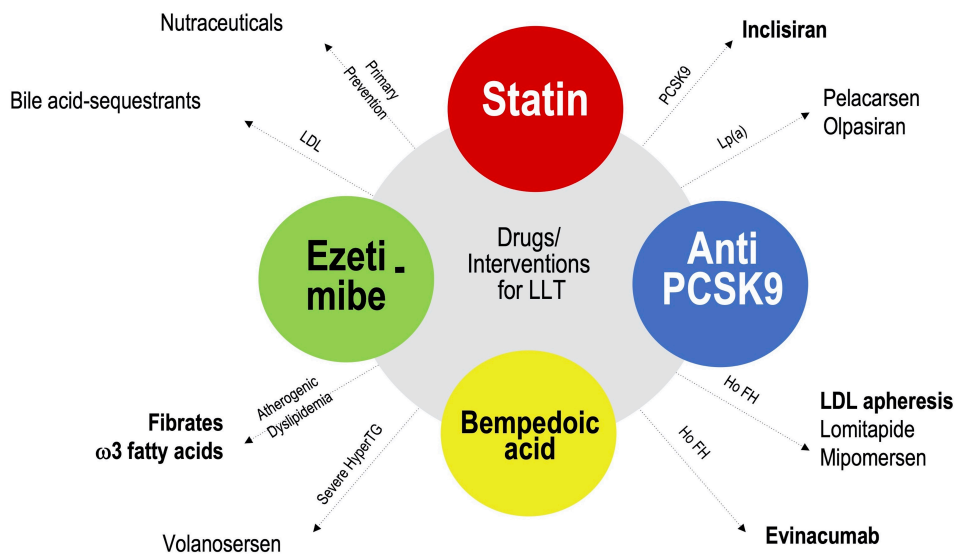 Nutraceuticals
Primary
Prevention
Bile acid-sequestrants
LDL
Statin
PCSK9
Inclisiran
Lp(a)
Pelacarsen
Olpasiran
Ezeti-
mibe
Drugs/
Interventions
for LLT
Anti
PCSK9
Atherogenic
Dyslipidemia
Fibrates
ω3 fatty acids
Severe HyperTG
Volanosersen
Bempedoic
acid
Ho FH
LDL apheresis
Lomitapide
Mipomersen
Ho FH
Evinacumab